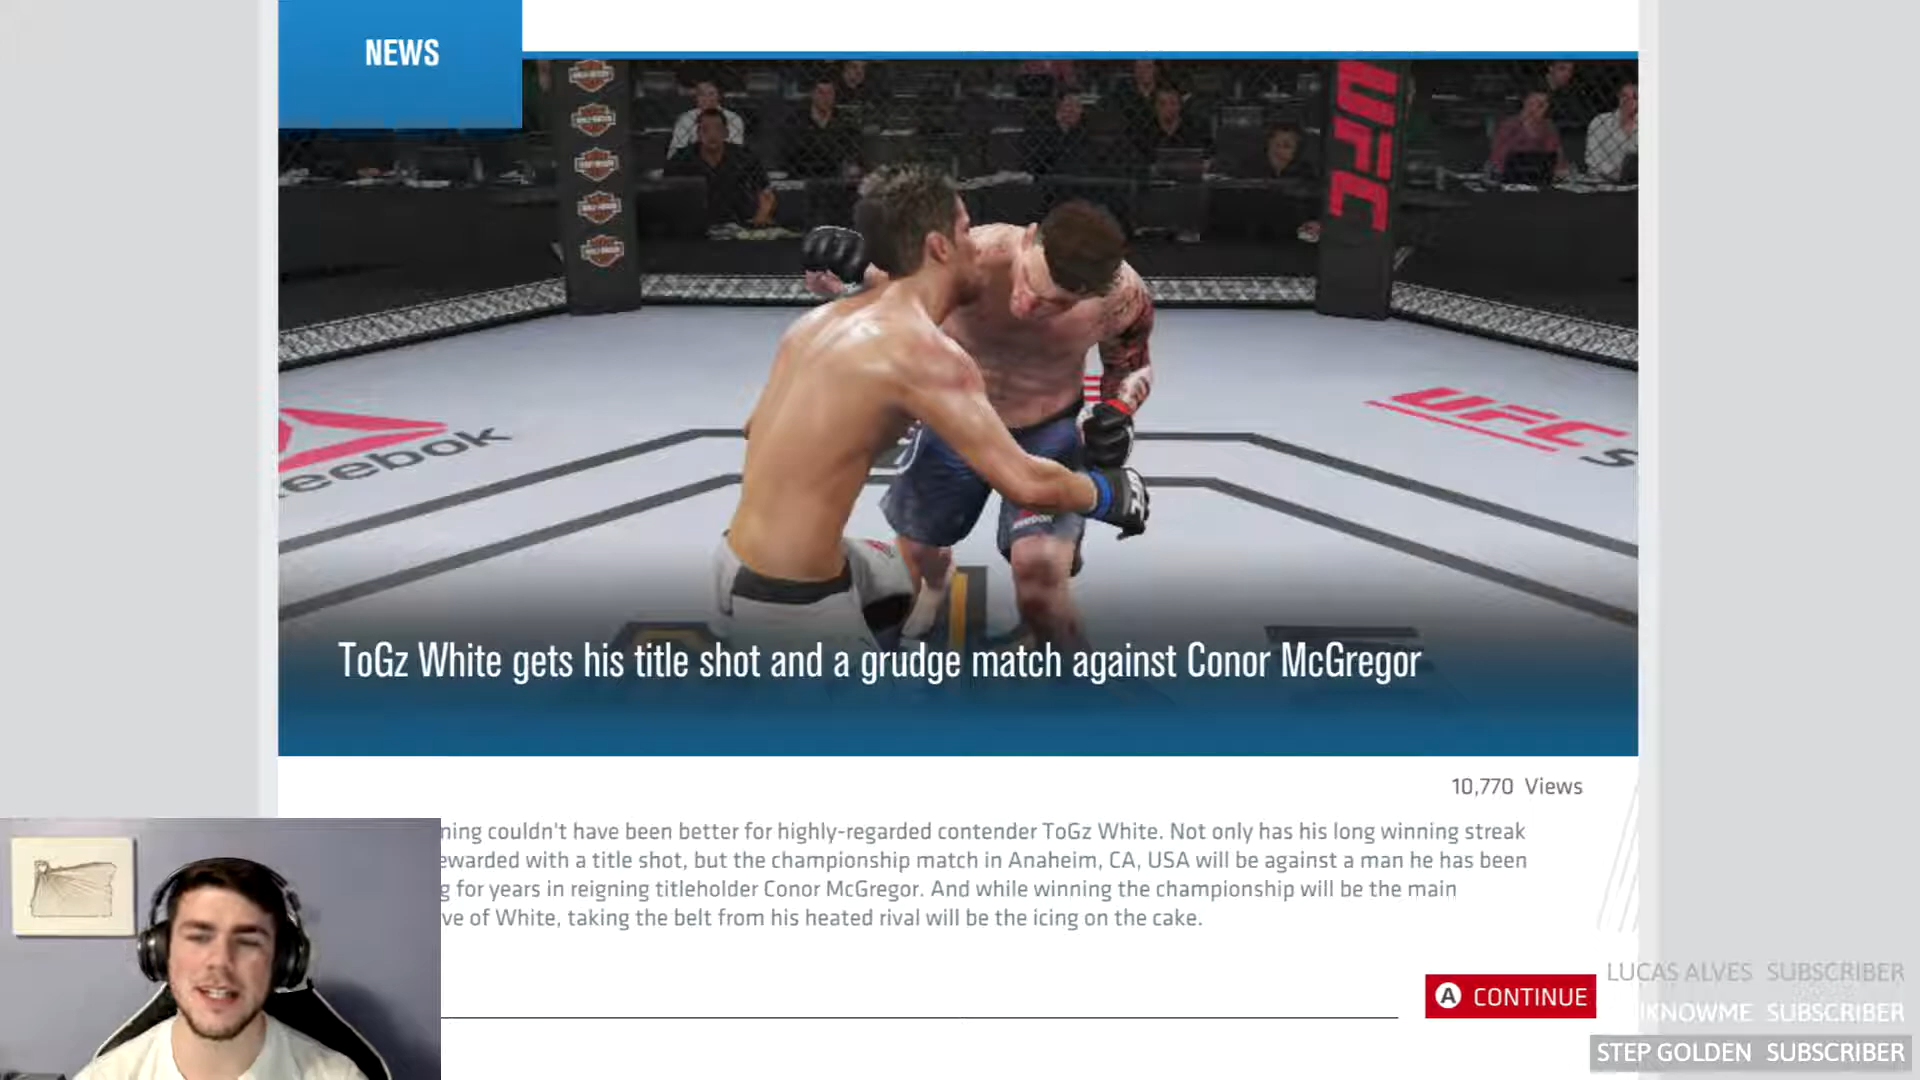 NEWS
UFC
Reebok
UFC
ToGz White gets his title shot and a grudge match against Conor McGregor
10,770 Views
ning couldn't have been better for highly-regarded contender ToGz White. Not only has his long winning streak
ewarded with a title shot, but the championship match in Anaheim, CA, USA will be against a man he has been
g for years in reigning titleholder Conor McGregor. And while winning the championship will be the main
ve of White, taking the belt from his heated rival will be the icing on the cake.
A CONTINUE
LUCAS ALVES SUBSCRIBER
IKNOWME SUBSCRIBER
STEP GOLDEN SUBSCRIBER